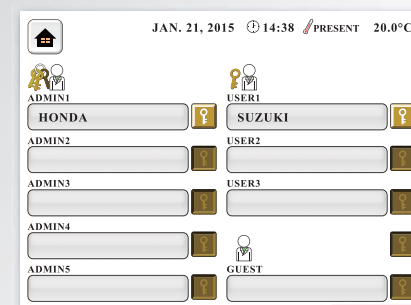 JAN. 21, 2015 14:38 PRESENT 20.0°C
ADMIN1
HONDA
USER1
SUZUKI
ADMIN2
USER2
ADMIN3
USER3
ADMIN4
ADMIN5
GUEST